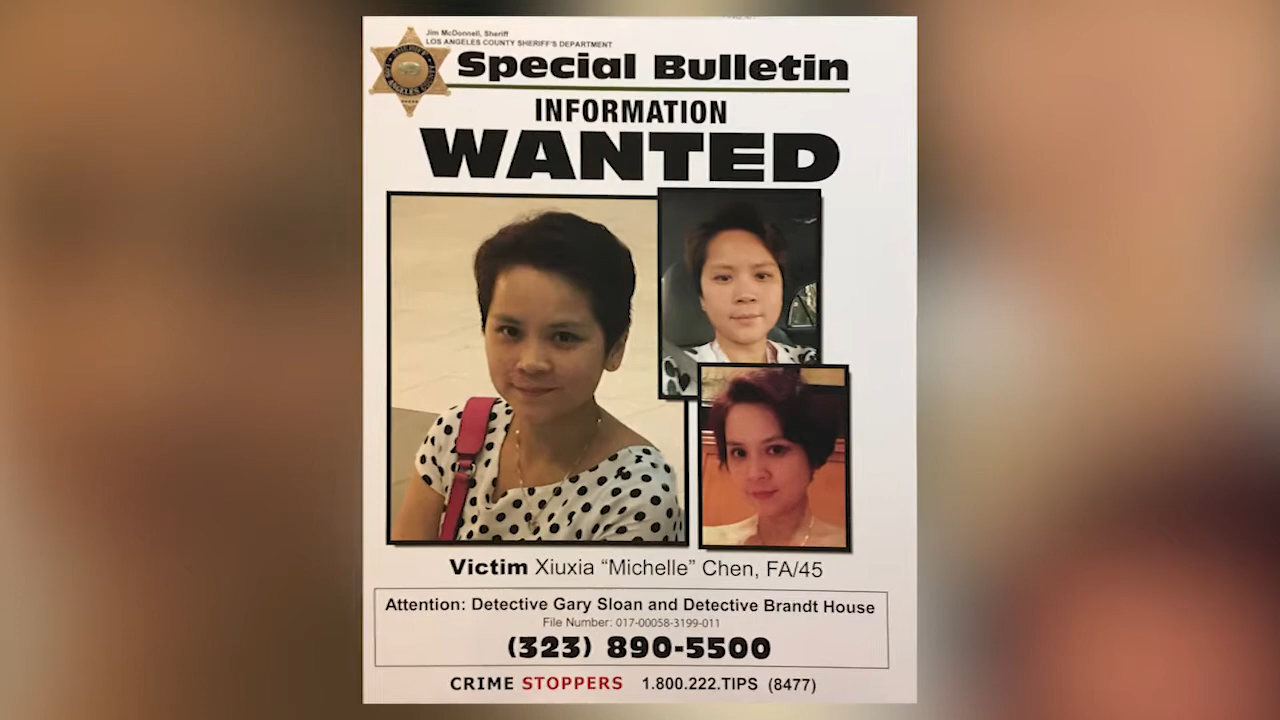 Jim McDonnell, Sheriff
LOS ANGELES COUNTY SHERIFF'S DEPARTMENT
Special Bulletin
INFORMATION
WANTED
Victim Xiuxia “Michelle” Chen, FA/45
Attention: Detective Gary Sloan and Detective Brandt House
File Number: 017-00058-3199-011
(323) 890-5500
CRIME STOPPERS 1.800.222.TIPS (8477)